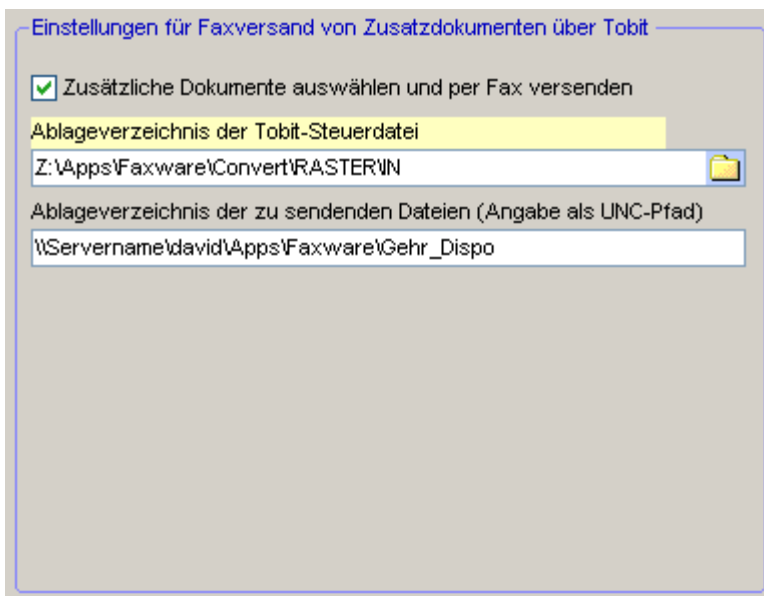 Einstellungen für Faxversand von Zusatzdokumenten über Tobit
Zusätzliche Dokumente auswählen und per Fax versenden
Ablageverzeichnis der Tobit-Steuerdatei
Z:\Apps\Faxware\Convert\RASTER\IN
Ablageverzeichnis der zu sendenden Dateien (Angabe als UNC-Pfad)
\\Servername\david\Apps\Faxware\Gehr_Dispo